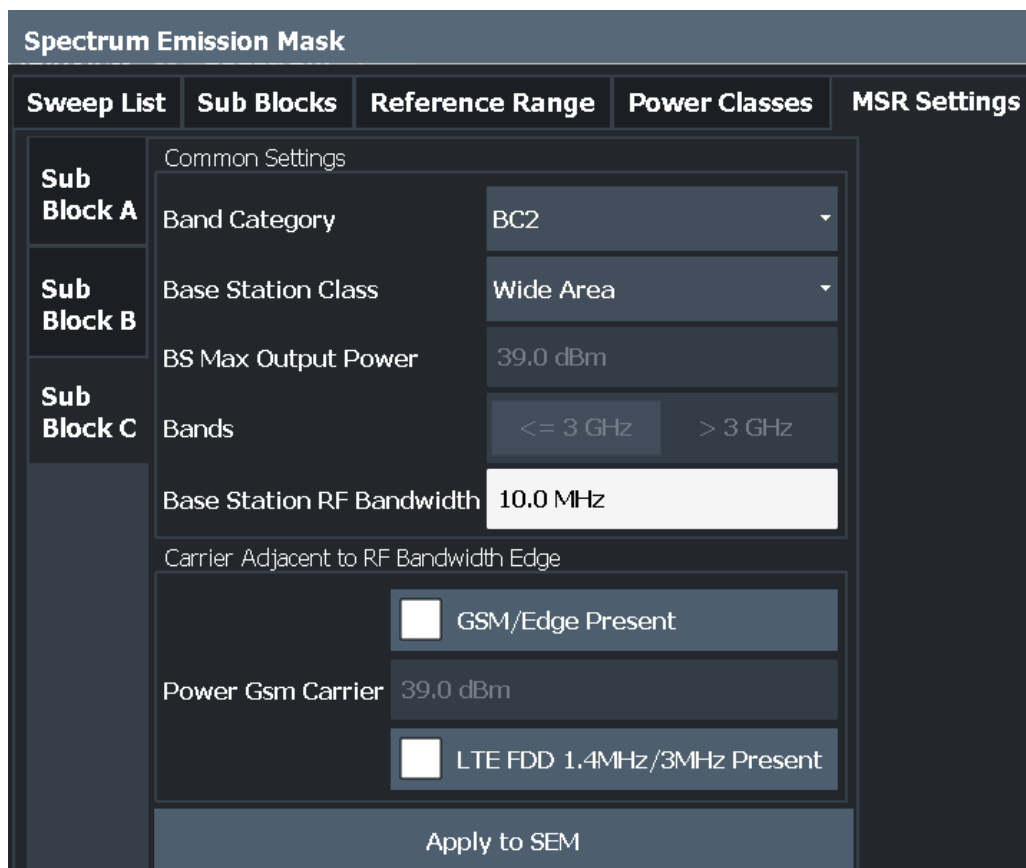 Spectrum Emission Mask
Sweep List
Sub Blocks
Reference Range
Power Classes
MSR Settings
Sub
Block A
Sub
Block B
Sub
Block C
Common Settings
Band Category
BC2
Base Station Class
Wide Area
BS Max Output Power
39.0 dBm
Bands
<= 3 GHz
> 3 GHz
Base Station RF Bandwidth
10.0 MHz
Carrier Adjacent to RF Bandwidth Edge
GSM/Edge Present
Power Gsm Carrier
39.0 dBm
LTE FDD 1.4MHz/3MHz Present
Apply to SEM